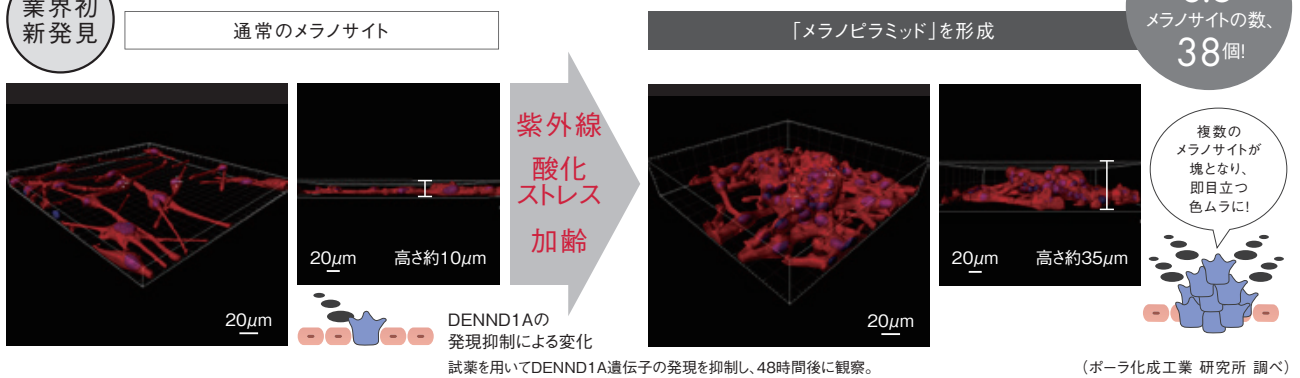 業界初
新発見
通常のメラノサイト
「メラノピラミッド」を形成
メラノサイトの数、
38個!
紫外線
酸化
ストレス
加齢
複数の
メラノサイトが
塊となり、
即目立つ
色ムラに!
20μm
20μm 高さ約10μm
20μm
20μm 高さ約35μm
DENND1Aの
発現抑制による変化
試薬を用いてDENND1A遺伝子の発現を抑制し、48時間後に観察。
(ポーラ化成工業 研究所 調べ)